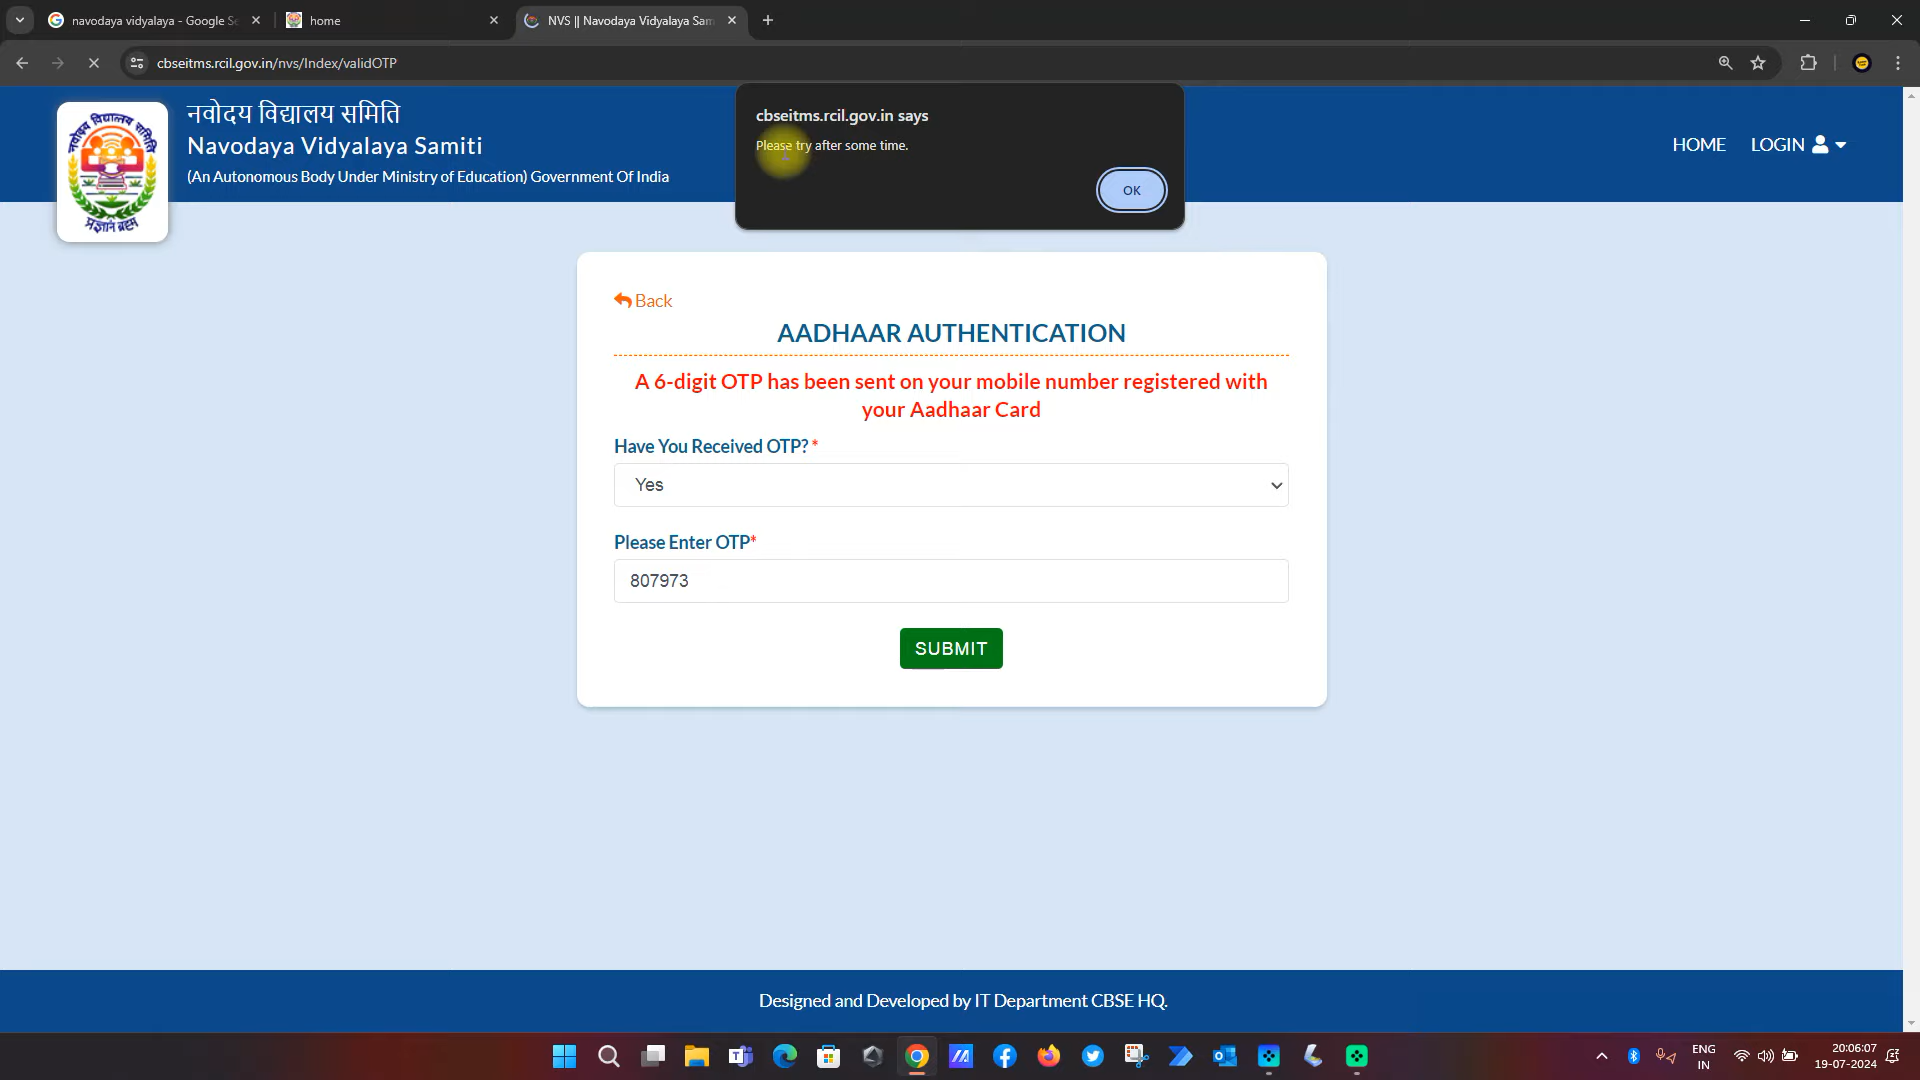 navodaya vidyalaya - Google Se
home
NVS || Navodaya Vidyalaya Sam
cbseitms.rcil.gov.in/nvs/Index/validOTP
नवोदय विद्यालय समिति
Navodaya Vidyalaya Samiti
(An Autonomous Body Under Ministry of Education) Government Of India
प्रज्ञानं ब्रह्म
cbseitms.rcil.gov.in says
Please try after some time.
OK
HOME
LOGIN
Back
AADHAAR AUTHENTICATION
A 6-digit OTP has been sent on your mobile number registered with
your Aadhaar Card
Have You Received OTP? *
Yes
Please Enter OTP*
807973
SUBMIT
Designed and Developed by IT Department CBSE HQ.
ENG
IN
20:06:07
19-07-2024